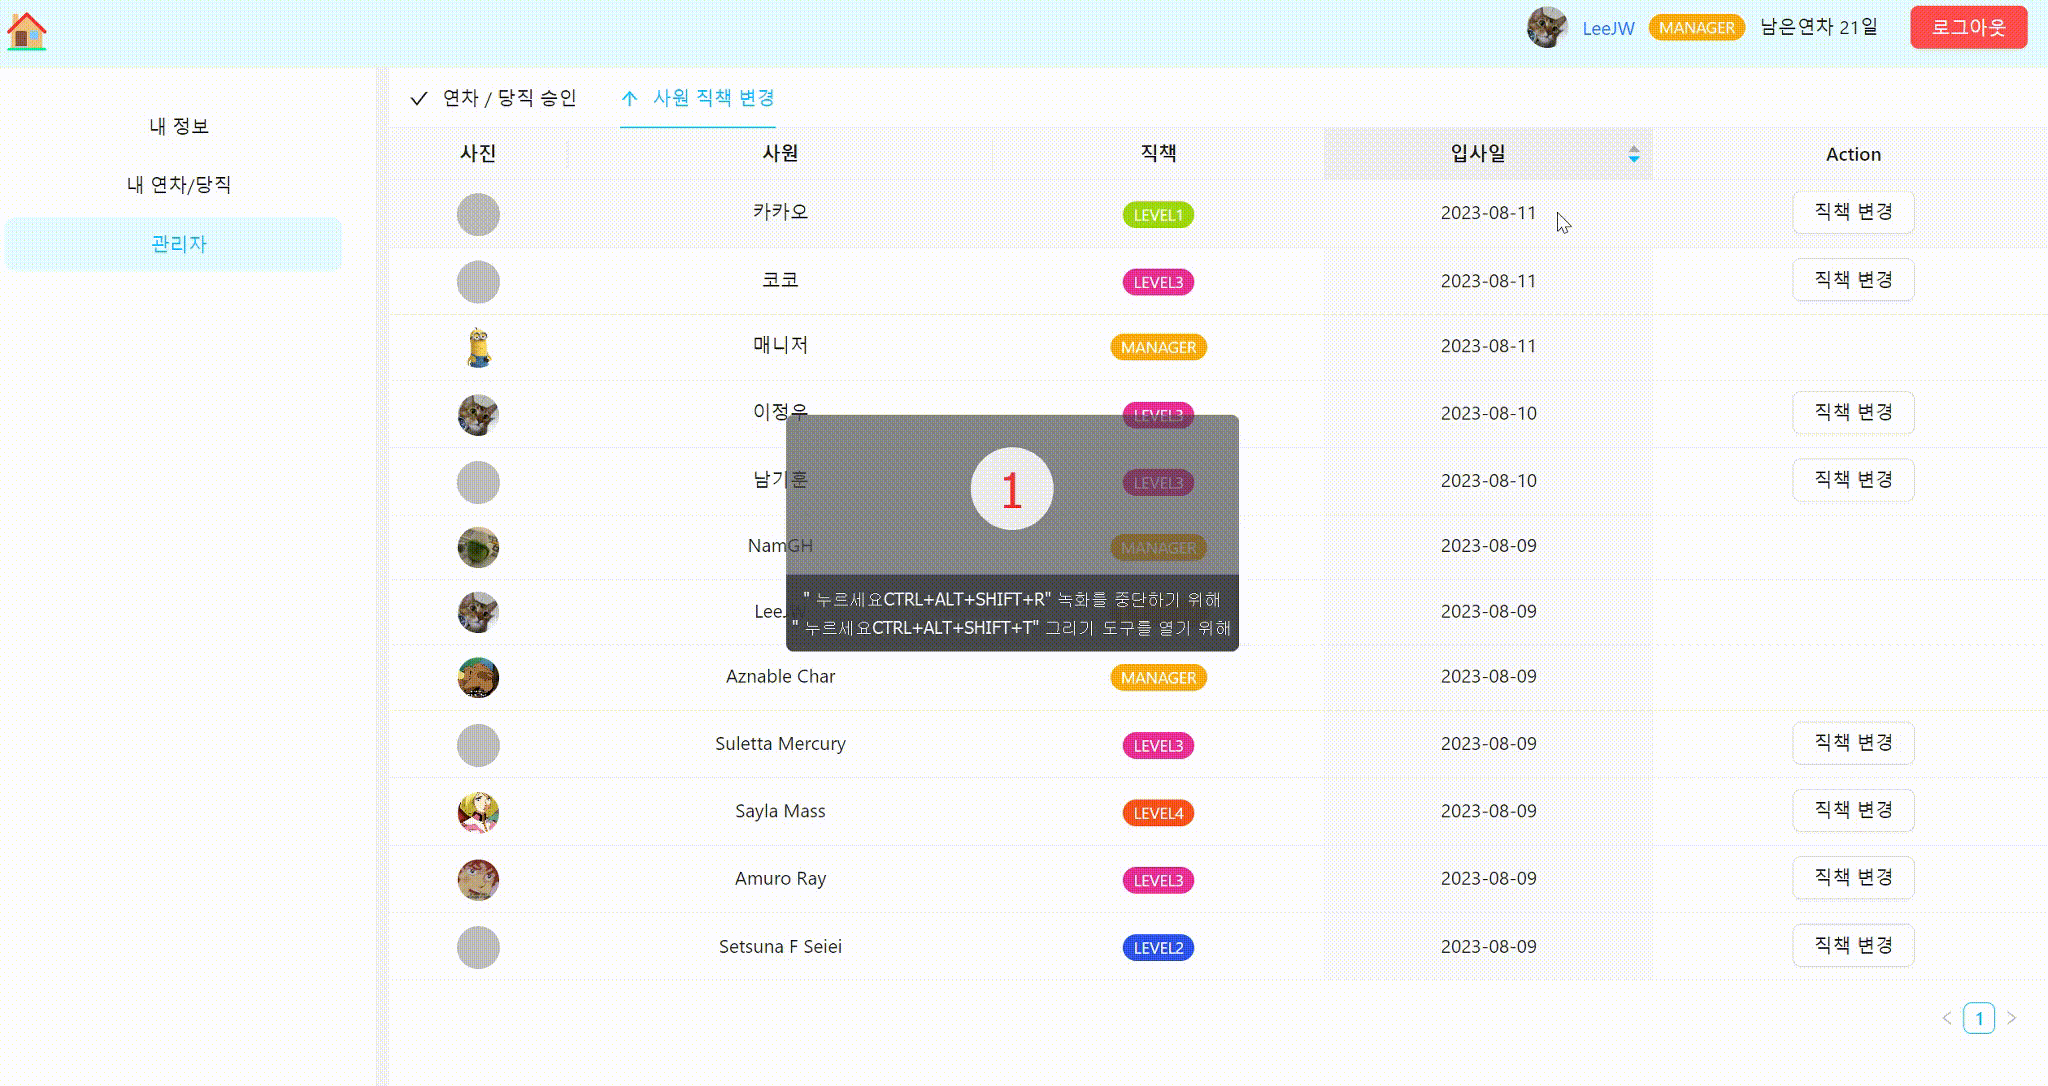 LeeJW MANAGER 남은연차 21일 로그아웃
내 정보
내 연차/당직
관리자
연차 / 당직 승인 사원 직책 변경
사진 사원 직책 입사일 Action
카카오 LEVEL1 2023-08-11 직책 변경
코코 LEVEL3 2023-08-11 직책 변경
매니저 MANAGER 2023-08-11
이정우 LEVEL3 2023-08-10 직책 변경
남기훈 LEVEL3 2023-08-10 직책 변경
NamGH MANAGER 2023-08-09
LeeJW 2023-08-09
Aznable Char MANAGER 2023-08-09
Suletta Mercury LEVEL3 2023-08-09 직책 변경
Sayla Mass LEVEL4 2023-08-09 직책 변경
Amuro Ray LEVEL3 2023-08-09 직책 변경
Setsuna F Seiei LEVEL2 2023-08-09 직책 변경
1
" 누르세요CTRL+ALT+SHIFT+R" 녹화를 중단하기 위해
" 누르세요CTRL+ALT+SHIFT+T" 그리기 도구를 열기 위해
< 1 >